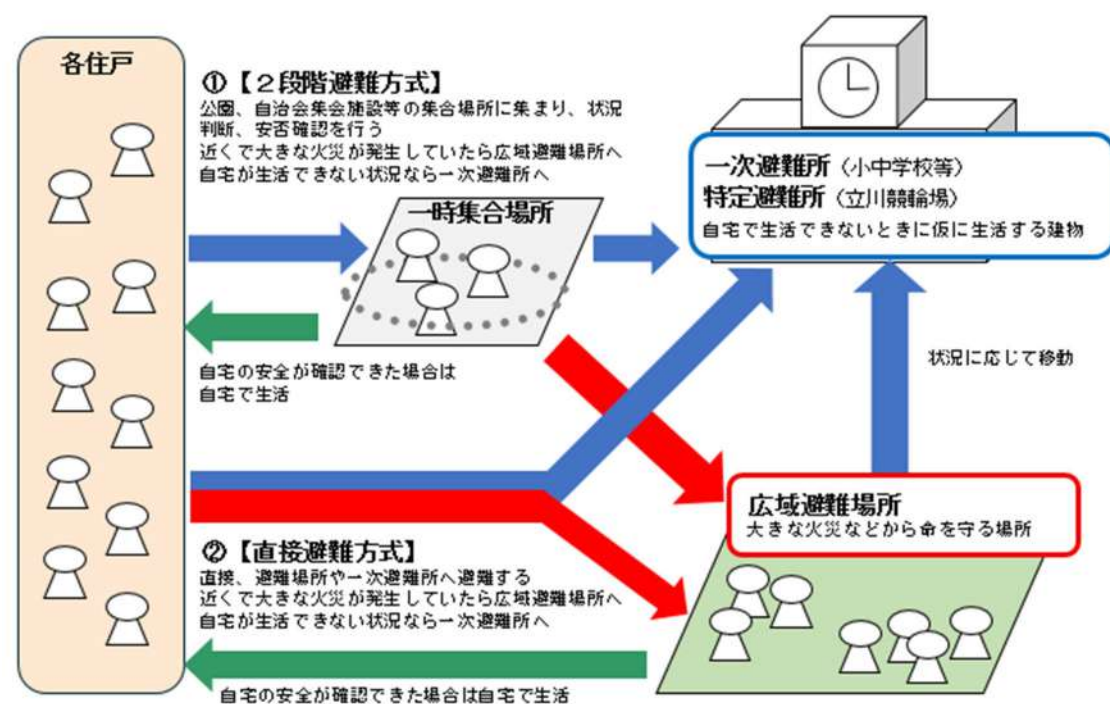 各住戸
①【２段階避難方式】
公園、自治会集会施設等の集合場所に集まり、状況
判断、安否確認を行う
近くで大きな火災が発生していたら広域避難場所へ
自宅が生活できない状況なら一次避難所へ
一時集合場所
一次避難所（小中学校等）
特定避難所（立川競輪場）
自宅で生活できないときに仮に生活する建物
自宅の安全が確認できた場合は
自宅で生活
状況に応じて移動
広域避難場所
大きな火災などから命を守る場所
②【直接避難方式】
直接、避難場所や一次避難所へ避難する
近くで大きな火災が発生していたら広域避難場所へ
自宅が生活できない状況なら一次避難所へ
自宅の安全が確認できた場合は自宅で生活